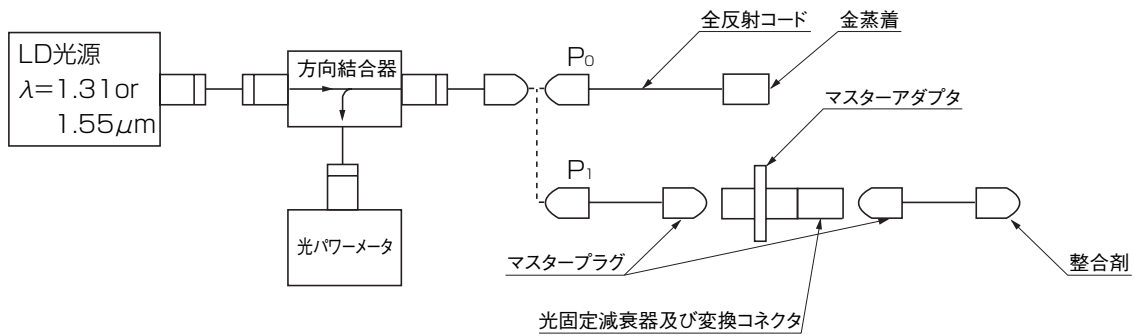 LD光源
λ=1.31or
1.55μm
方向結合器
光パワーメータ
P₀
全反射コード
金蒸着
マスターアダプタ
P₁
マスタープラグ
光固定減衰器及び変換コネクタ
整合剤